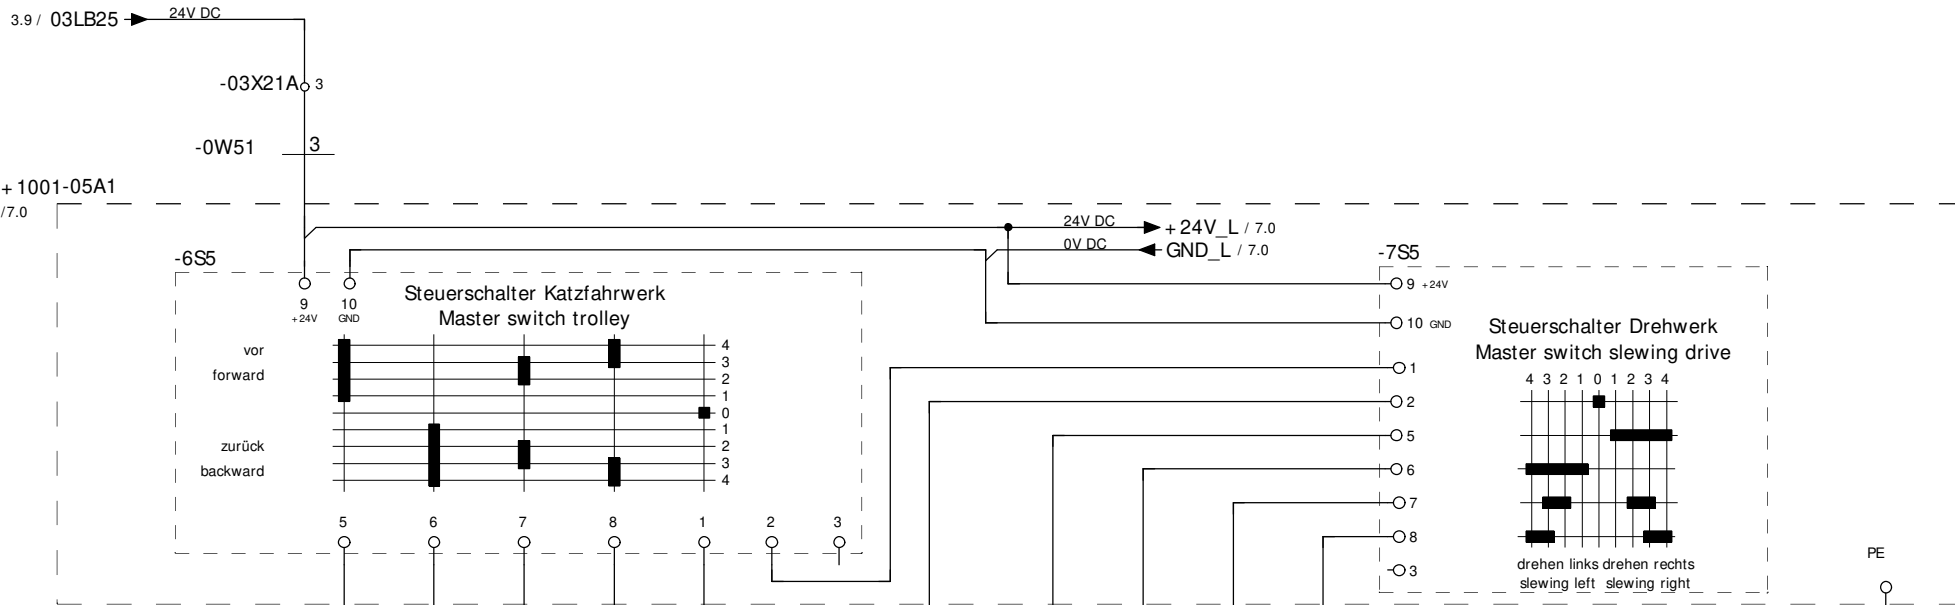 3.9 / 03LB25
24V DC
-03X21A 3
-0W51 3
+1001-05A1
/7.0
24V DC
+24V_L / 7.0
0V DC
GND_L / 7.0
-6S5
9
+24V
10
GND
Steuerschalter Katzfahrwerk
Master switch trolley
vor
forward
zurück
backward
4
3
2
1
0
1
2
3
4
5 6 7 8 1 2 3
-7S5
9 +24V
10 GND
1
2
5
6
7
8
3
Steuerschalter Drehwerk
Master switch slewing drive
4 3 2 1 0 1 2 3 4
drehen links drehen rechts
slewing left slewing right
PE